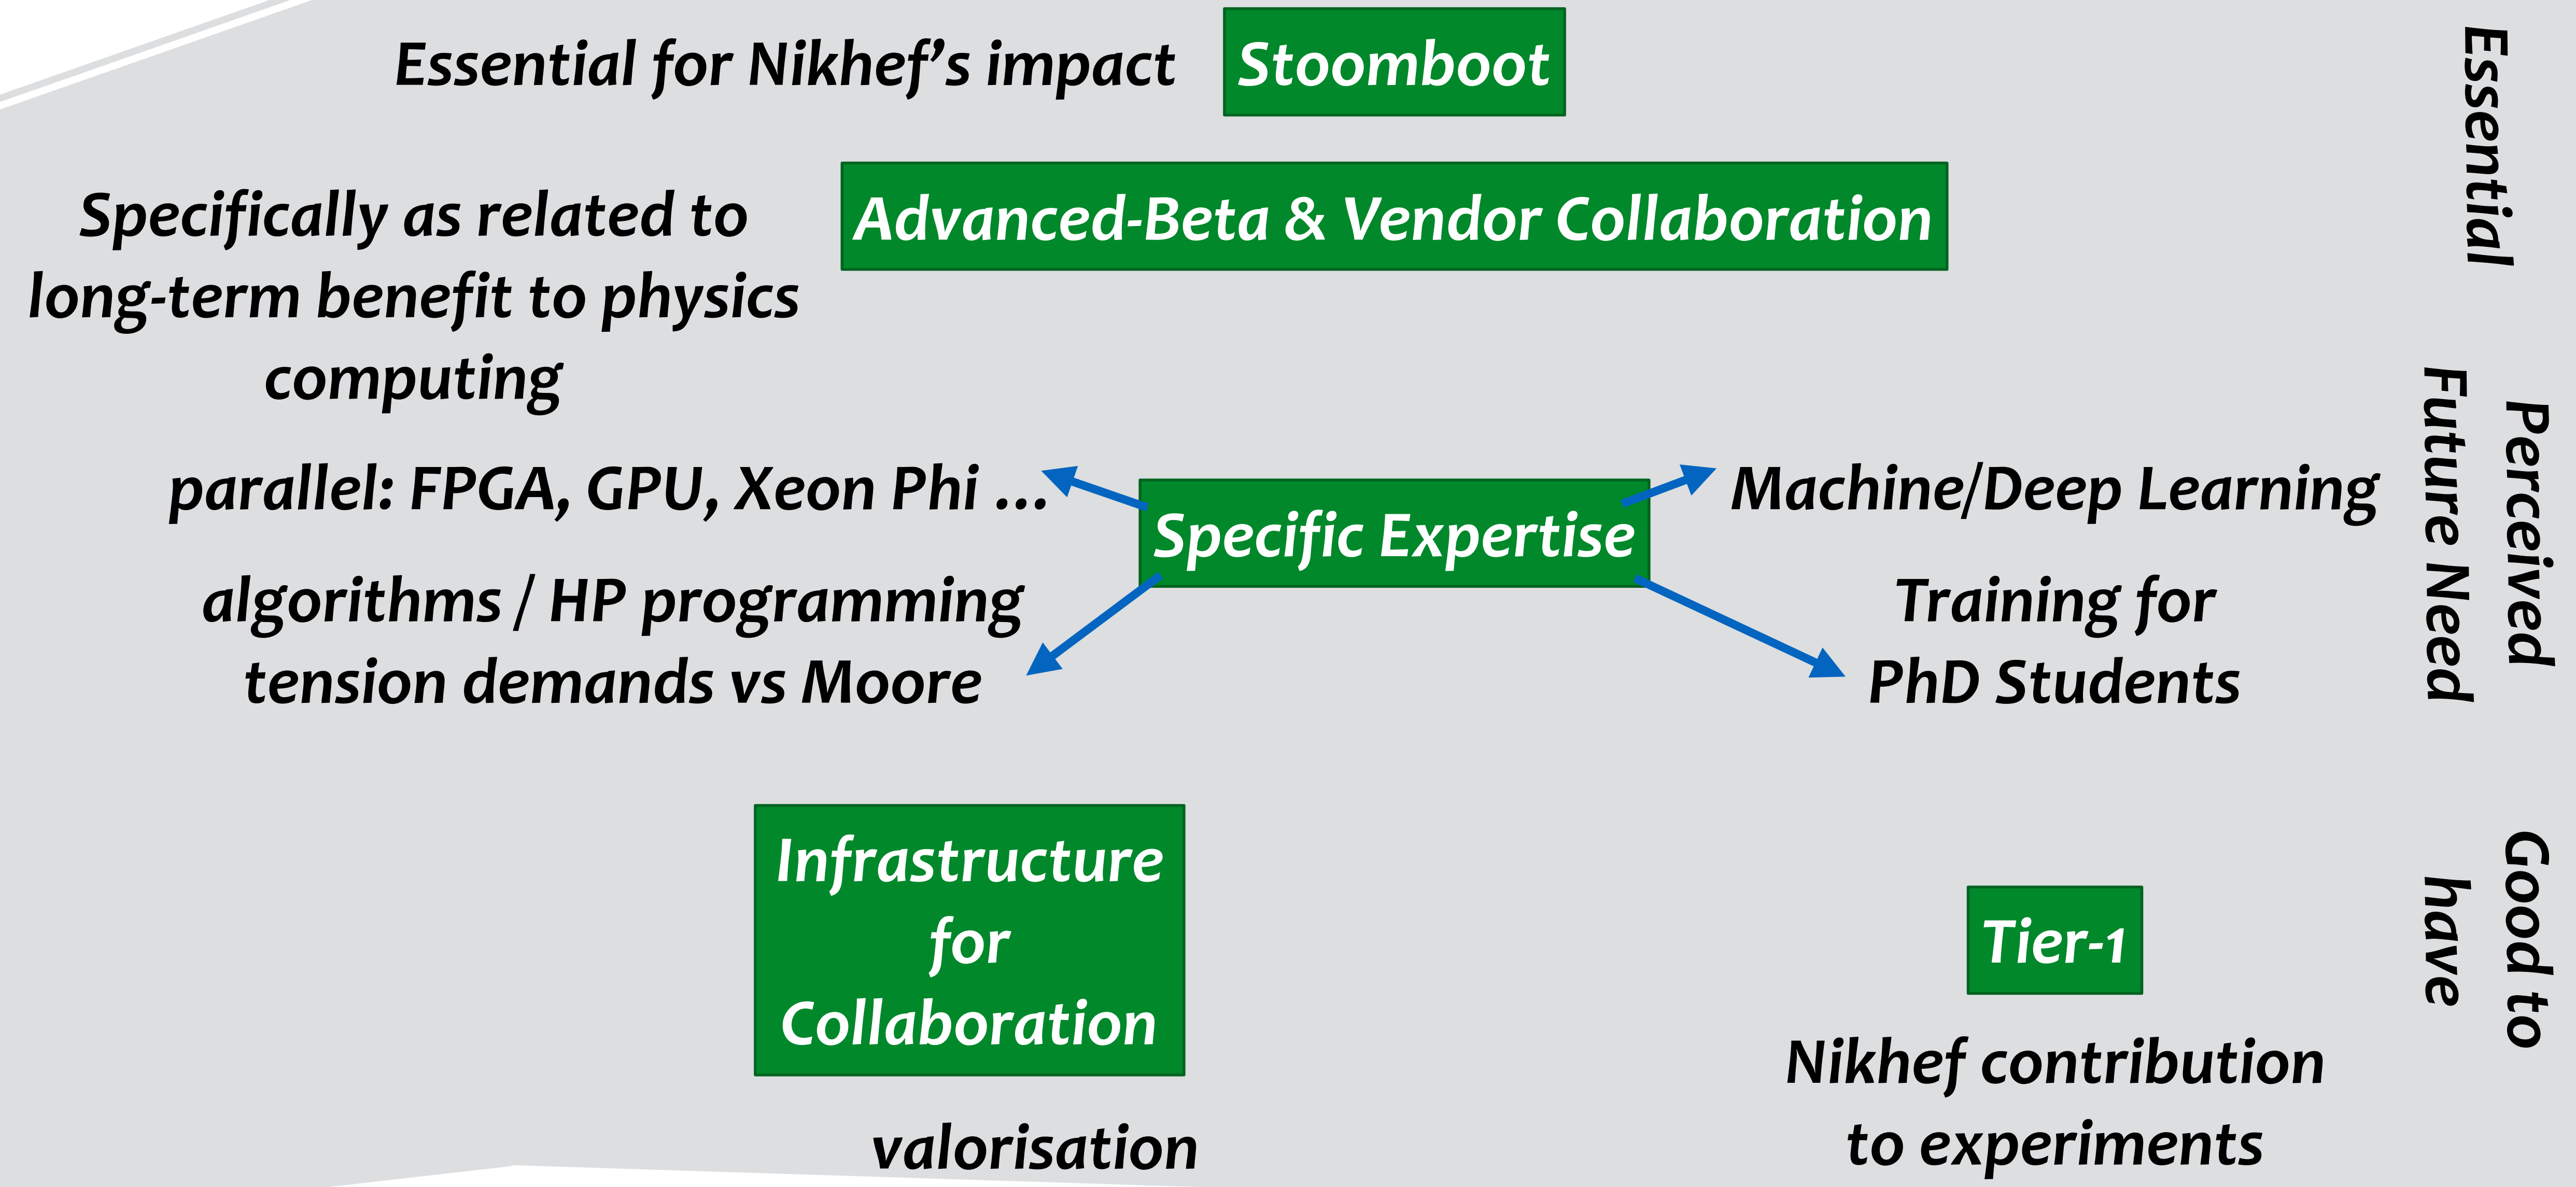 Essential for Nikhef’s impact
Stoomboot
Essential
Specifically as related to
long-term benefit to physics
computing
Advanced-Beta & Vendor Collaboration
Perceived
Future Need
parallel: FPGA, GPU, Xeon Phi ...
algorithms / HP programming
tension demands vs Moore
Specific Expertise
Machine/Deep Learning
Training for
PhD Students
Infrastructure
for
Collaboration
valorisation
Tier-1
Nikhef contribution
to experiments
Good to
have